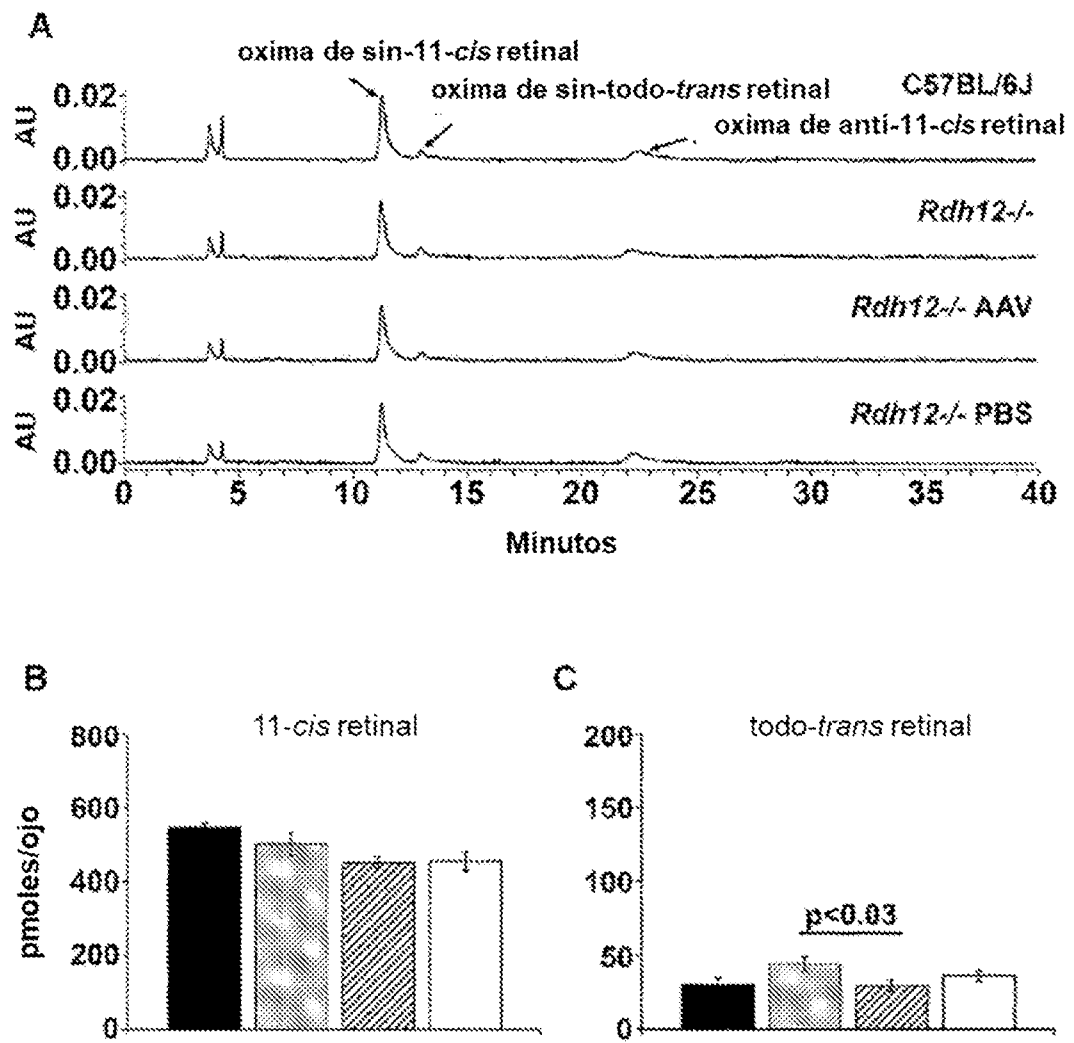 A
oxima de sin-11-cis retinal
oxima de sin-todo-trans retinal
C57BL/6J
oxima de anti-11-cis retinal
AU
0.02
0.00
Rdh12-/-
AU
0.02
0.00
Rdh12-/- AAV
AU
0.02
0.00
Rdh12-/- PBS
AU
0.02
0.00
0 5 10 15 20 25 30 35 40
Minutos
B
11-cis retinal
pmoles/ojo
800
600
400
200
0
C
todo-trans retinal
200
150
100
50
0
p<0.03